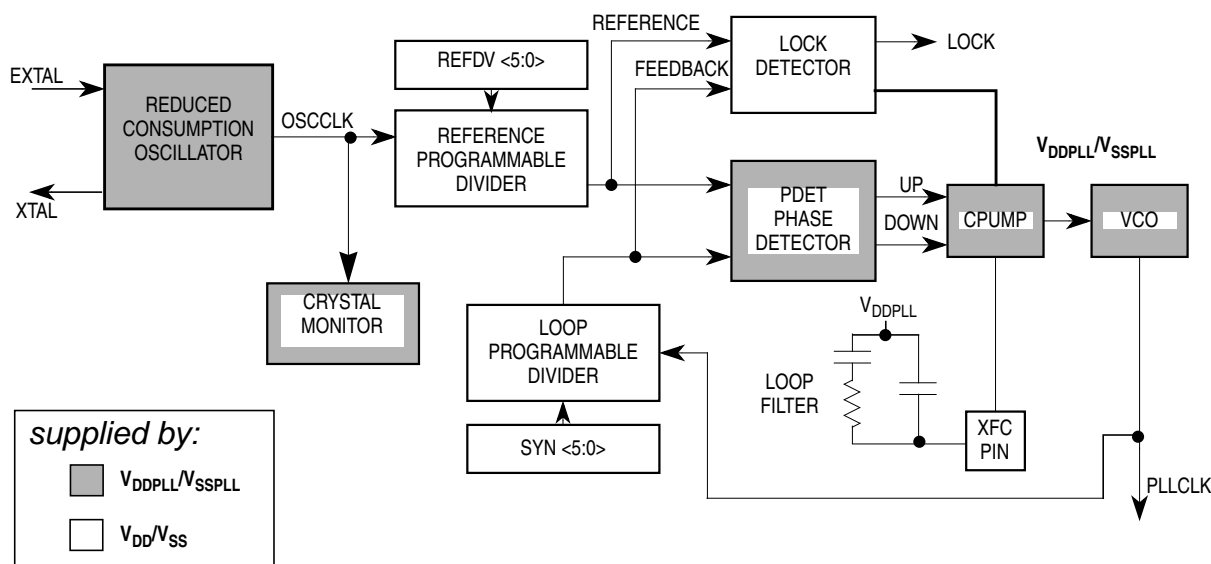 REFERENCE
LOCK
DETECTOR
LOCK
REFDV <5:0>
FEEDBACK
EXTAL
REDUCED
CONSUMPTION
OSCILLATOR
OSCCLK
REFERENCE
PROGRAMMABLE
DIVIDER
VDDPLL/VSSPLL
XTAL
PDET
PHASE
DETECTOR
UP
DOWN
CPUMP
VCO
CRYSTAL
MONITOR
LOOP
PROGRAMMABLE
DIVIDER
VDDPLL
LOOP
FILTER
XFC
PIN
SYN <5:0>
PLLCLK
supplied by:
VDDPLL/VSSPLL
VDD/VSS